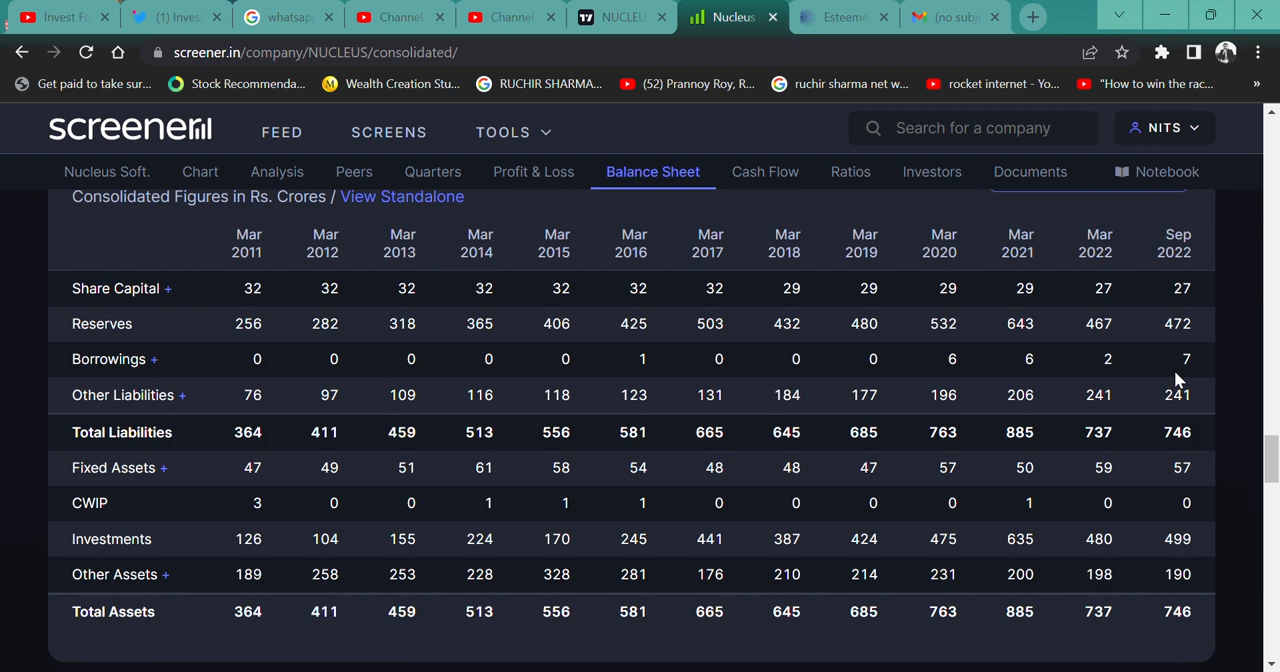 Invest Fo
(1) Invest
whatsap
Channel
Channel
NUCLEU
Nucleus
Esteeme
(no subj
screener.in/company/NUCLEUS/consolidated/
Get paid to take sur...
Stock Recommenda...
Wealth Creation Stu...
RUCHIR SHARMA...
(52) Prannoy Roy, R...
ruchir sharma net w...
rocket internet - Yo...
"How to win the rac...
»
screener
FEED SCREENS TOOLS
Search for a company
NITS
Nucleus Soft. Chart Analysis Peers Quarters Profit & Loss Balance Sheet Cash Flow Ratios Investors Documents Notebook
Consolidated Figures in Rs. Crores / View Standalone
Mar Mar Mar Mar Mar Mar Mar Mar Mar Mar Mar Mar Sep
2011 2012 2013 2014 2015 2016 2017 2018 2019 2020 2021 2022 2022
Share Capital + 32 32 32 32 32 32 32 29 29 29 29 27 27
Reserves 256 282 318 365 406 425 503 432 480 532 643 467 472
Borrowings + 0 0 0 0 0 1 0 0 0 6 6 2 7
Other Liabilities + 76 97 109 116 118 123 131 184 177 196 206 241 241
Total Liabilities 364 411 459 513 556 581 665 645 685 763 885 737 746
Fixed Assets + 47 49 51 61 58 54 48 48 47 57 50 59 57
CWIP 3 0 0 1 1 1 0 0 0 0 1 0 0
Investments 126 104 155 224 170 245 441 387 424 475 635 480 499
Other Assets + 189 258 253 228 328 281 176 210 214 231 200 198 190
Total Assets 364 411 459 513 556 581 665 645 685 763 885 737 746